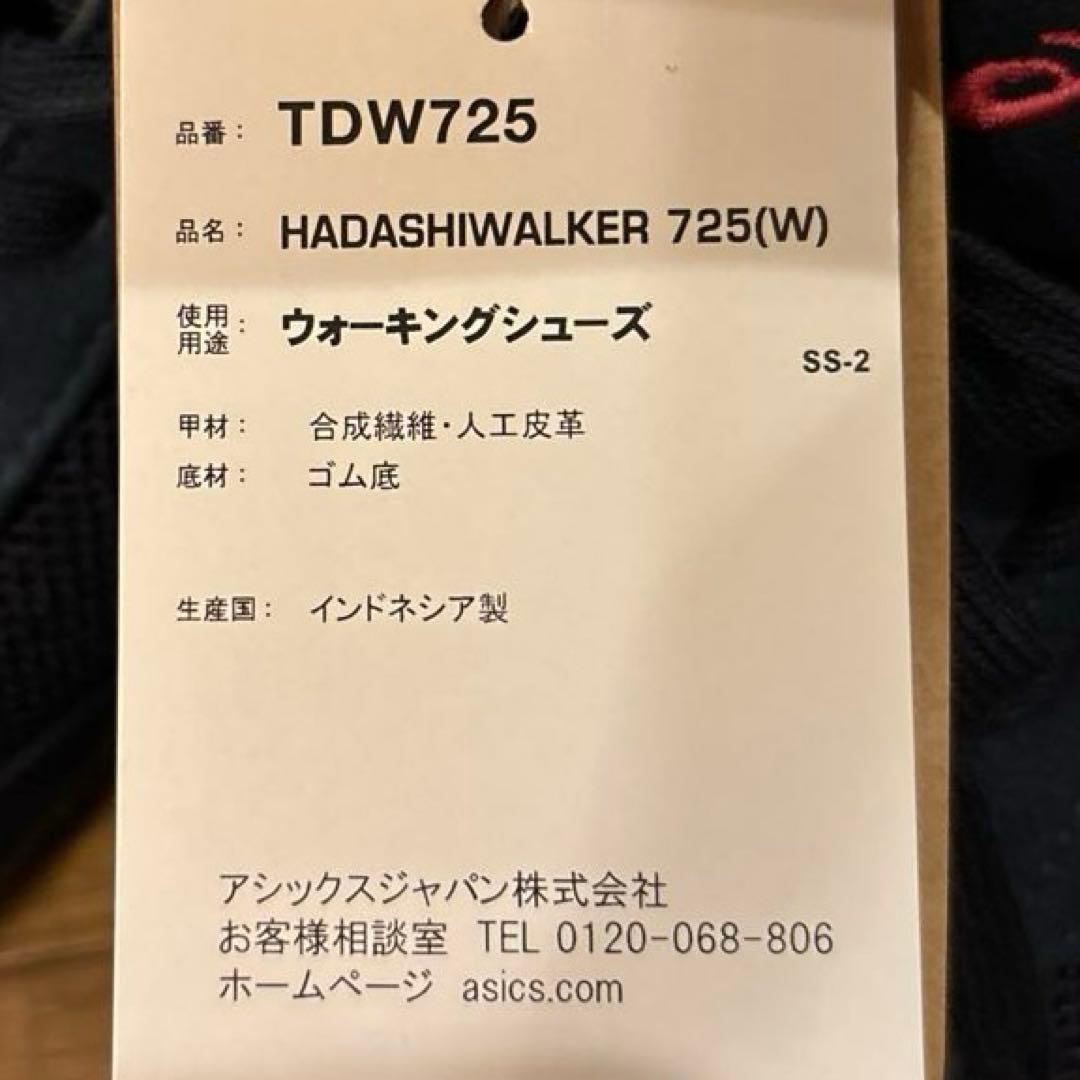 品番： TDW725
品名： HADASHIWALKER 725(W)
使用用途： ウォーキングシューズ
SS-2
甲材： 合成繊維・人工皮革
底材： ゴム底
生産国： インドネシア製
アシックスジャパン株式会社
お客様相談室 TEL 0120-068-806
ホームページ asics.com